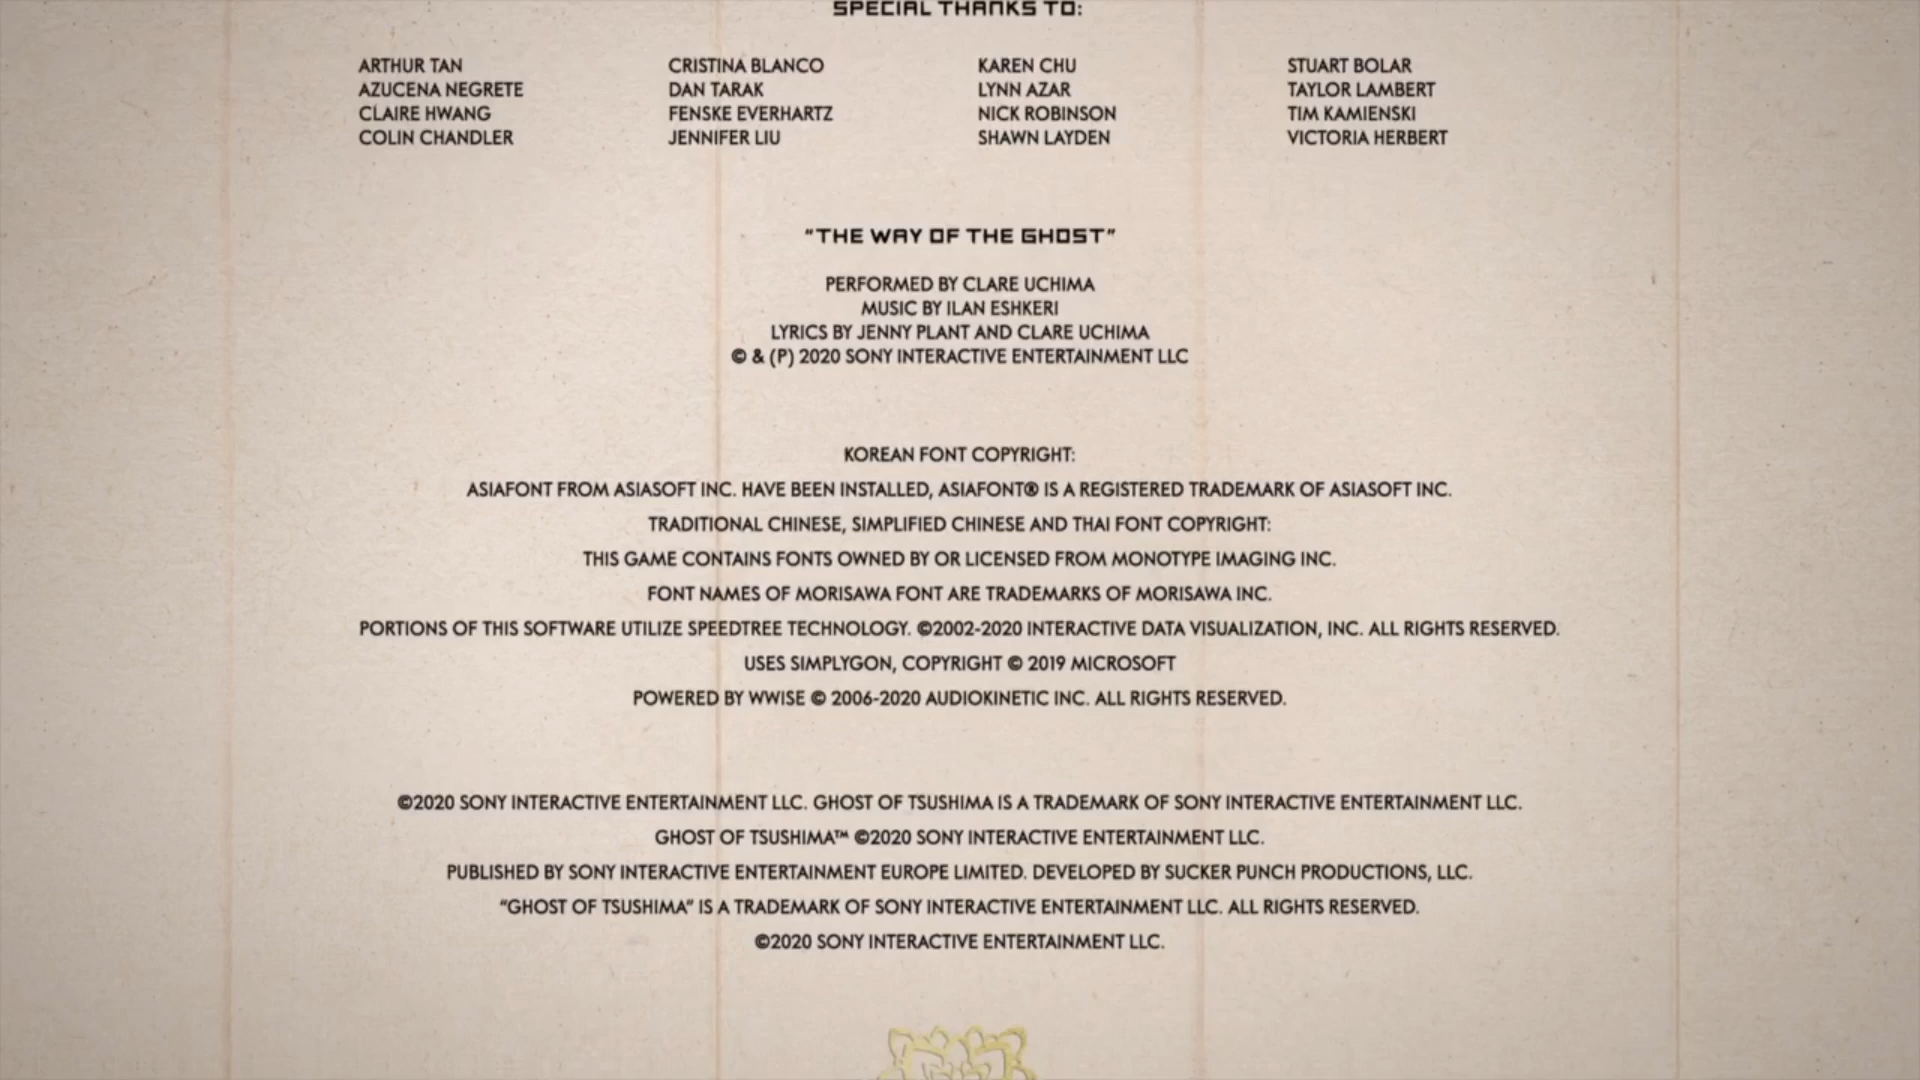 SPECIAL THANKS TO:
ARTHUR TAN CRISTINA BLANCO KAREN CHU STUART BOLAR
AZUCENA NEGRETE DAN TARAK LYNN AZAR TAYLOR LAMBERT
CLAIRE HWANG FENSKE EVERHARTZ NICK ROBINSON TIM KAMIENSKI
COLIN CHANDLER JENNIFER LIU SHAWN LAYDEN VICTORIA HERBERT
“THE WAY OF THE GHOST”
PERFORMED BY CLARE UCHIMA
MUSIC BY ILAN ESHKERI
LYRICS BY JENNY PLANT AND CLARE UCHIMA
© & (P) 2020 SONY INTERACTIVE ENTERTAINMENT LLC
KOREAN FONT COPYRIGHT:
ASIAFONT FROM ASIASOFT INC. HAVE BEEN INSTALLED, ASIAFONT® IS A REGISTERED TRADEMARK OF ASIASOFT INC.
TRADITIONAL CHINESE, SIMPLIFIED CHINESE AND THAI FONT COPYRIGHT:
THIS GAME CONTAINS FONTS OWNED BY OR LICENSED FROM MONOTYPE IMAGING INC.
FONT NAMES OF MORISAWA FONT ARE TRADEMARKS OF MORISAWA INC.
PORTIONS OF THIS SOFTWARE UTILIZE SPEEDTREE TECHNOLOGY. ©2002-2020 INTERACTIVE DATA VISUALIZATION, INC. ALL RIGHTS RESERVED.
USES SIMPLYGON, COPYRIGHT © 2019 MICROSOFT
POWERED BY WWISE © 2006-2020 AUDIOKINETIC INC. ALL RIGHTS RESERVED.
©2020 SONY INTERACTIVE ENTERTAINMENT LLC. GHOST OF TSUSHIMA IS A TRADEMARK OF SONY INTERACTIVE ENTERTAINMENT LLC.
GHOST OF TSUSHIMA™ ©2020 SONY INTERACTIVE ENTERTAINMENT LLC.
PUBLISHED BY SONY INTERACTIVE ENTERTAINMENT EUROPE LIMITED. DEVELOPED BY SUCKER PUNCH PRODUCTIONS, LLC.
“GHOST OF TSUSHIMA” IS A TRADEMARK OF SONY INTERACTIVE ENTERTAINMENT LLC. ALL RIGHTS RESERVED.
©2020 SONY INTERACTIVE ENTERTAINMENT LLC.